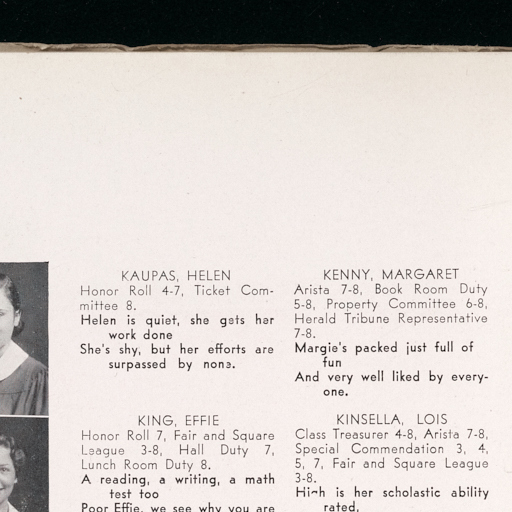 KAUPAS, HELEN
Honor Roll 4-7, Ticket Com-
mittee 8.
Helen is quiet, she gets her
work done
She's shy, but her efforts are
surpassed by none.
KING, EFFIE
Honor Roll 7, Fair and Square
League 3-8, Hall Duty 7,
Lunch Room Duty 8.
A reading, a writing, a math
test too
Poor Effie, we see why you are
KENNY, MARGARET
Arista 7-8, Book Room Duty
5-8, Property Committee 6-8,
Herald Tribune Representative
7-8.
Margie's packed just full of
fun
And very well liked by every-
one.
KINSELLA, LOIS
Class Treasurer 4-8, Arista 7-8,
Special Commendation 3, 4,
5, 7, Fair and Square League
3-8.
High is her scholastic ability
rated,